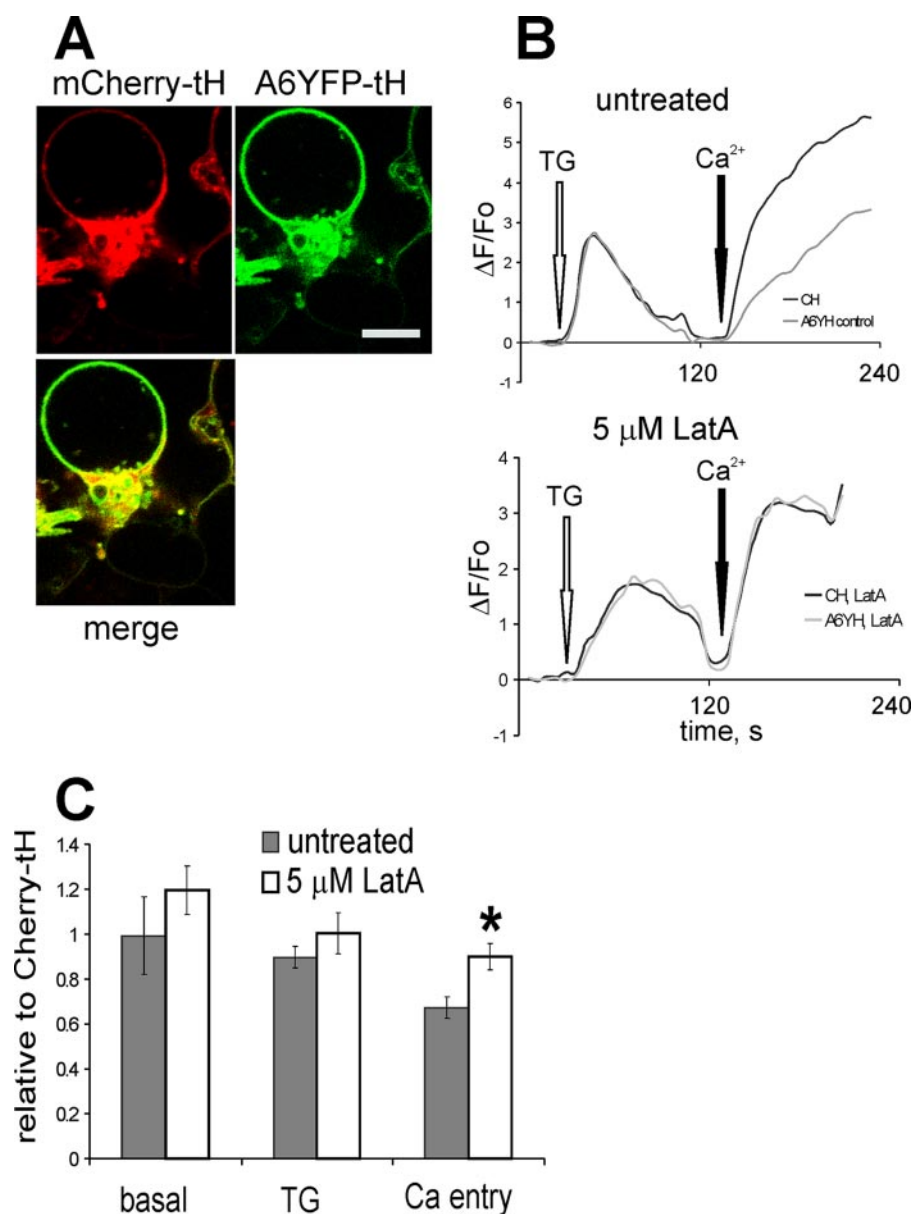 A
mCherry-tH A6YFP-tH
merge
B
untreated
6
5
4
3
2
1
0
-1
ΔF/Fo
TG
Ca2+
CH
A6YH control
120
240
5 μM LatA
4
3
2
1
0
-1
ΔF/Fo
TG
Ca2+
CH, LatA
A6YH, LatA
120
240
time, s
C
relative to Cherry-tH
1.4
1.2
1
0.8
0.6
0.4
0.2
0
untreated
5 μM LatA
*
basal TG Ca entry